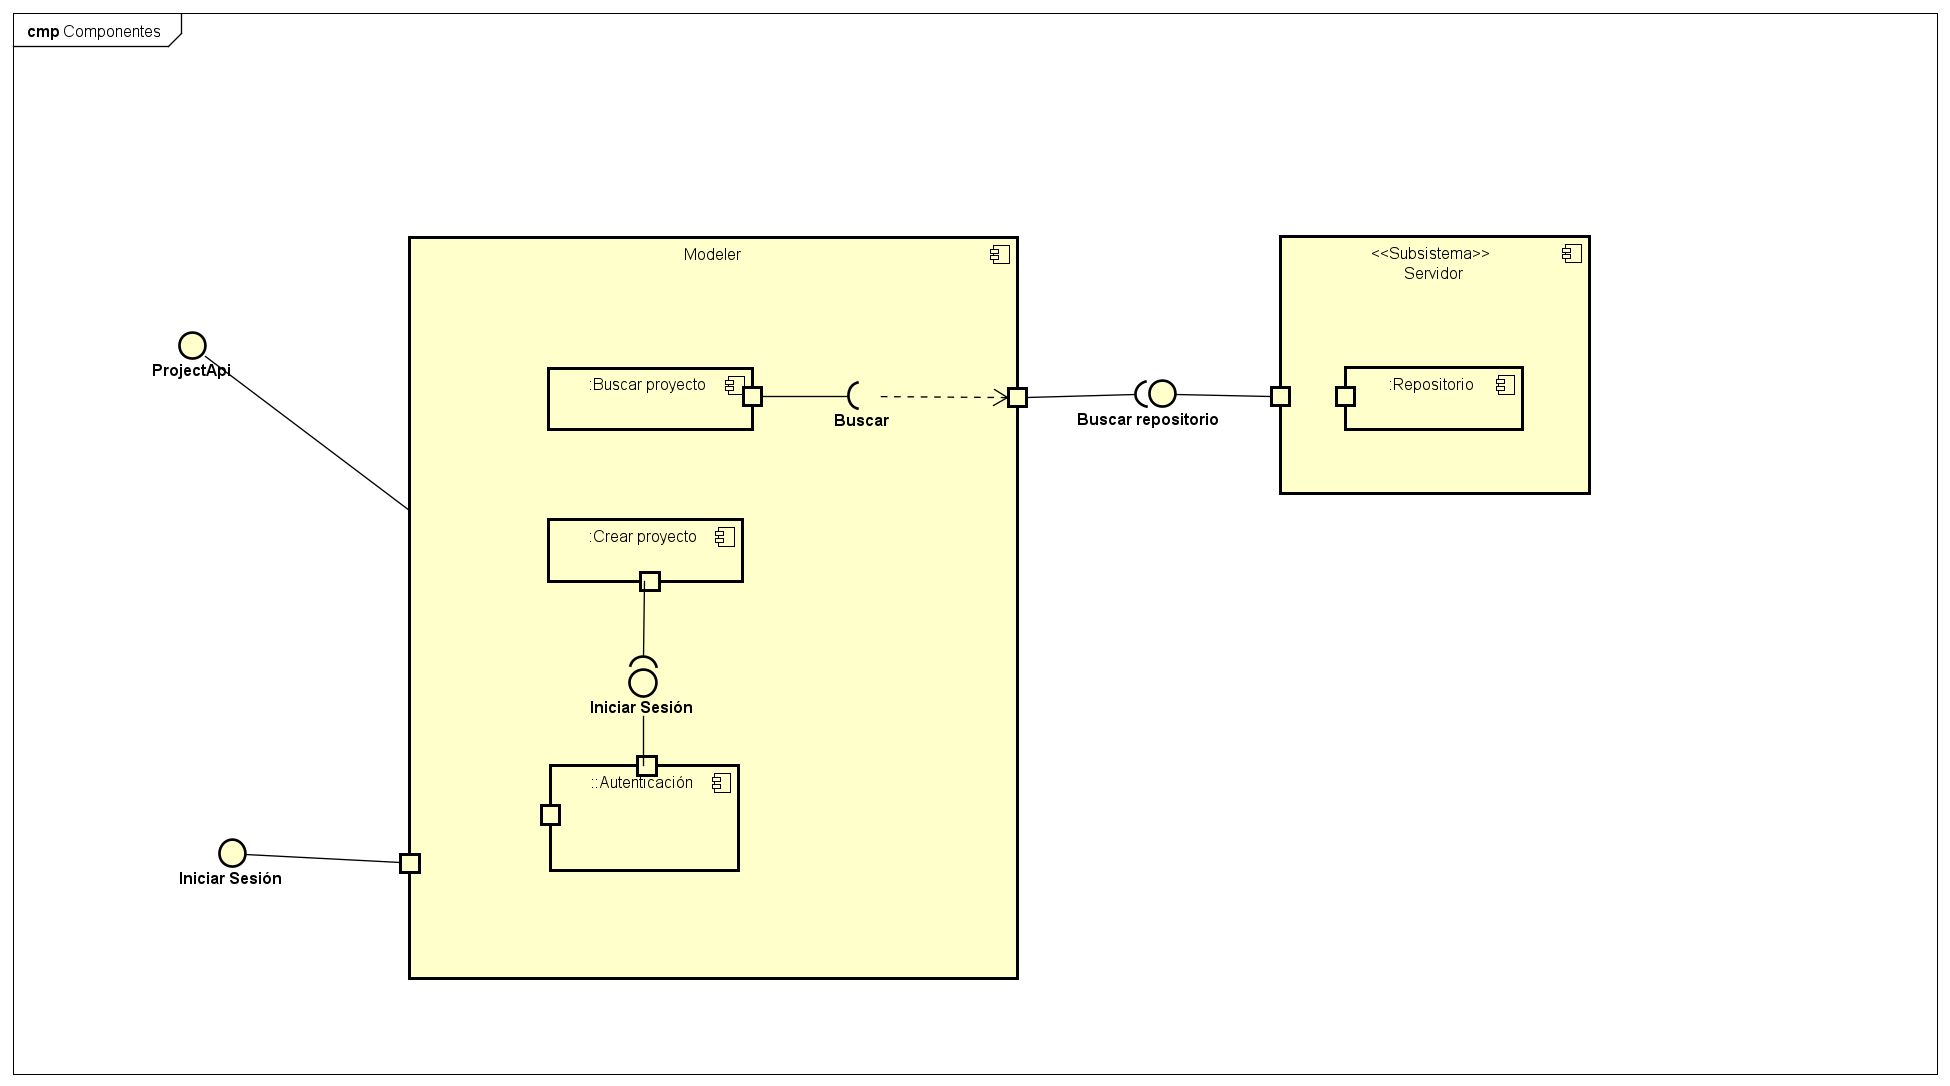 cmp Componentes
Modeler
<<Subsistema>>
Servidor
ProjectApi
:Buscar proyecto
Buscar
Buscar repositorio
:Repositorio
:Crear proyecto
Iniciar Sesión
::Autenticación
Iniciar Sesión